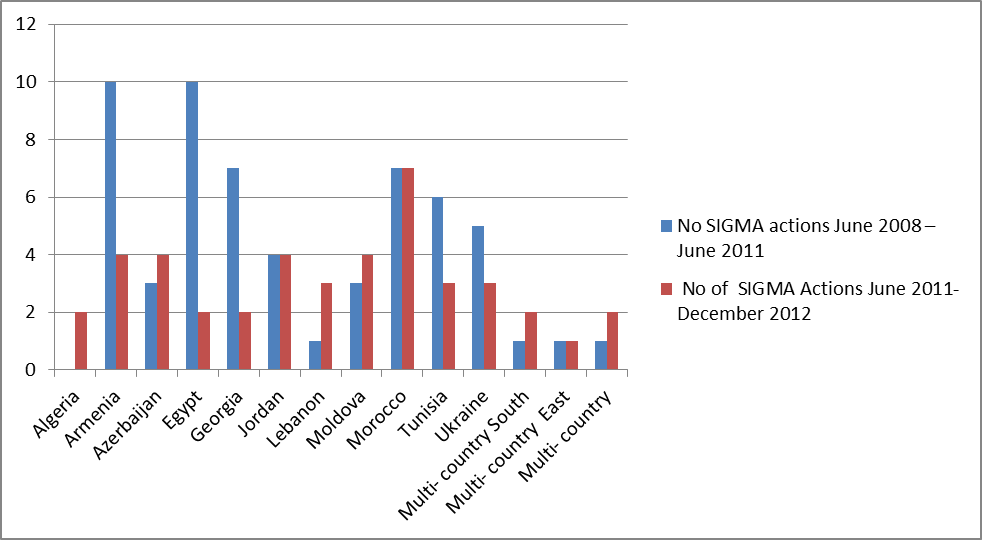 12
10
8
6
4
2
0
Algeria
Armenia
Azerbaijan
Egypt
Georgia
Jordan
Lebanon
Moldova
Morocco
Tunisia
Ukraine
Multi- country South
Multi- country East
Multi- country
No SIGMA actions June 2008 –
June 2011
No of SIGMA Actions June 2011-
December 2012